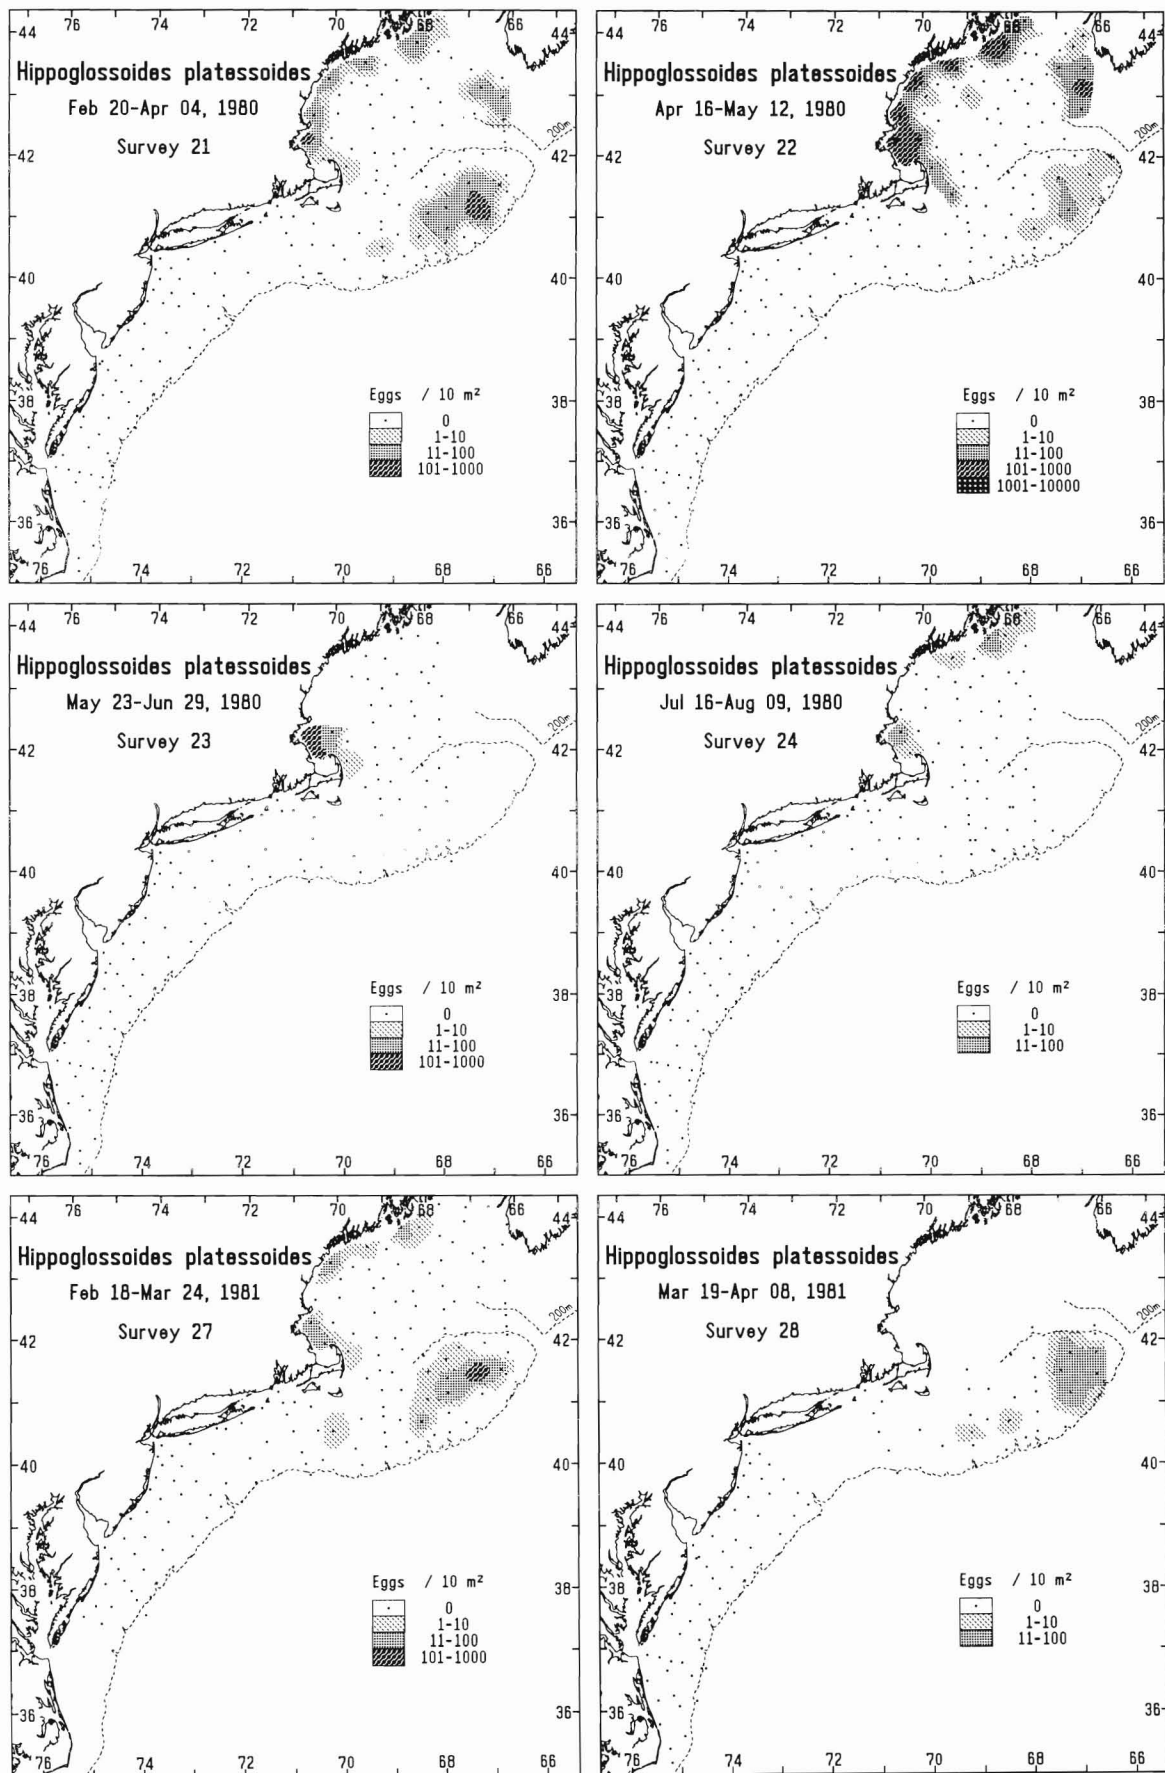 76 74 72 70 68 66
44 44
Hippoglossoides platessoides
Feb 20-Apr 04, 1980
Survey 21
200m
42 42
40 40
Eggs / 10 m²
0
1-10
11-100
101-1000
38 38
36 36
76 74 72 70 66
76 74 72 70 68 66
44 44
Hippoglossoides platessoides
Apr 16-May 12, 1980
Survey 22
200m
42 42
40 40
Eggs / 10 m²
0
1-10
11-100
101-1000
1001-10000
38 38
36 36
76 74 72 70 66
76 74 72 70 68 66
44 44
Hippoglossoides platessoides
May 23-Jun 29, 1980
Survey 23
200m
42 42
40 40
Eggs / 10 m²
0
1-10
11-100
101-1000
38 38
36 36
76 74 72 70 66
76 74 72 70 68 66
44 44
Hippoglossoides platessoides
Jul 16-Aug 09, 1980
Survey 24
200m
42 42
40 40
Eggs / 10 m²
0
1-10
11-100
38 38
36 36
76 74 72 70 66
76 74 72 70 68 66
44 44
Hippoglossoides platessoides
Feb 18-Mar 24, 1981
Survey 27
200m
42 42
40 40
Eggs / 10 m²
0
1-10
11-100
101-1000
38 38
36 36
76 74 72 70 66
76 74 72 70 68 66
44 44
Hippoglossoides platessoides
Mar 19-Apr 08, 1981
Survey 28
200m
42 42
40 40
Eggs / 10 m²
0
1-10
11-100
38 38
36 36
76 74 72 70 66